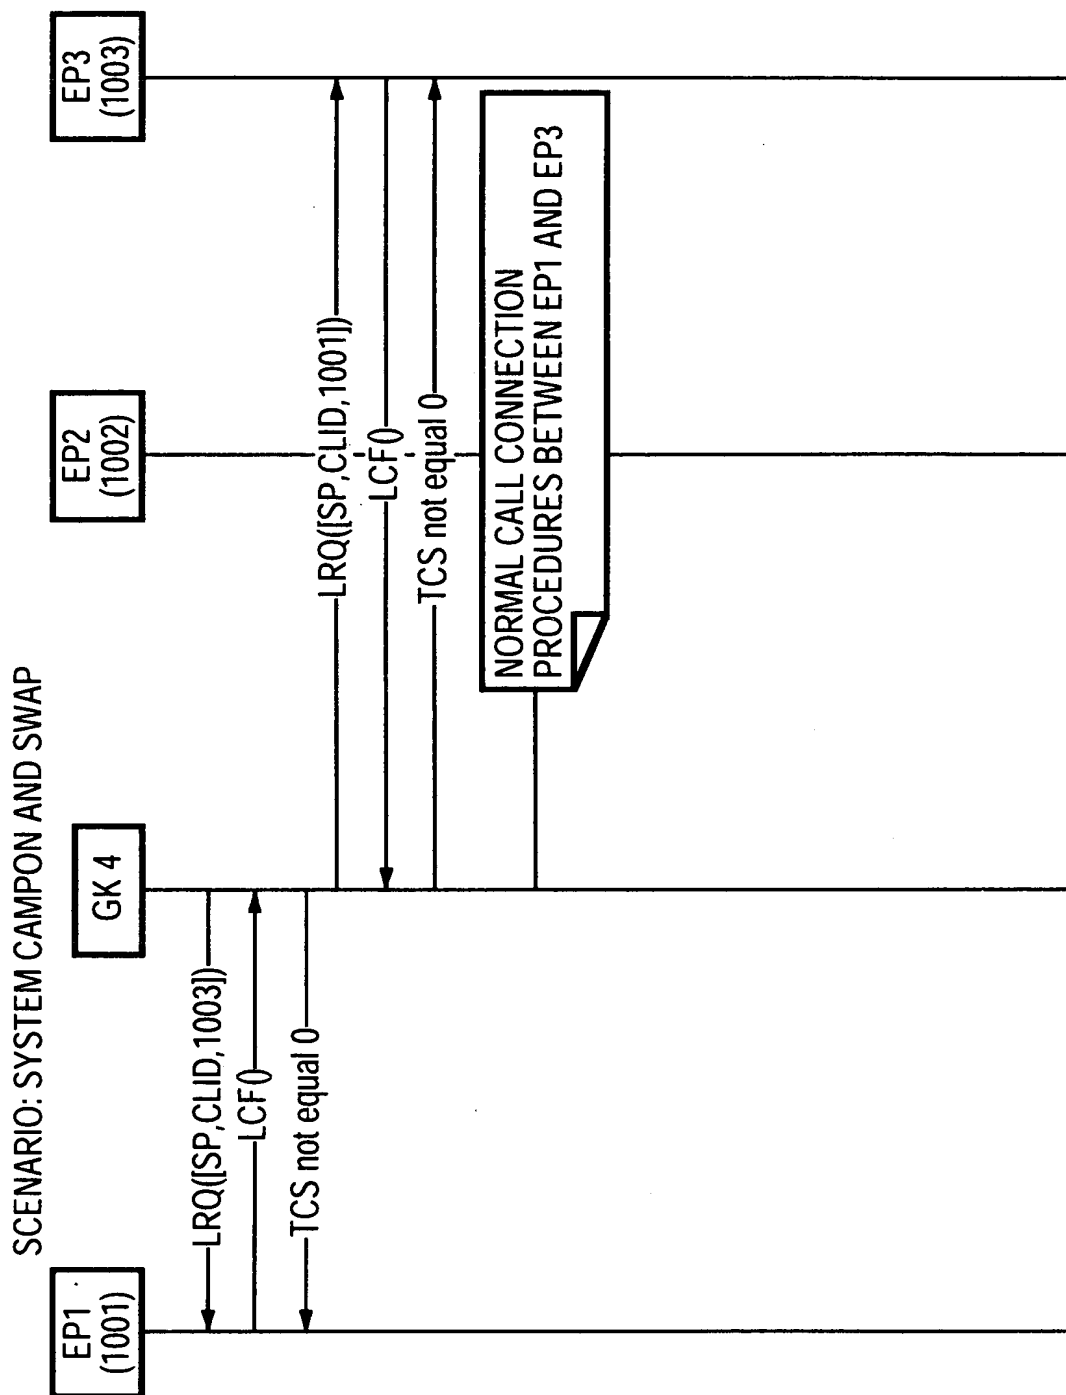 SCENARIO: SYSTEM CAMPON AND SWAP
EP1
(1001)
GK 4
EP2
(1002)
EP3
(1003)
LRQ([SP,CLID,1003])
LCF()
TCS not equal 0
LRQ([SP,CLID,1001])
LCF()
TCS not equal 0
NORMAL CALL CONNECTION
PROCEDURES BETWEEN EP1 AND EP3